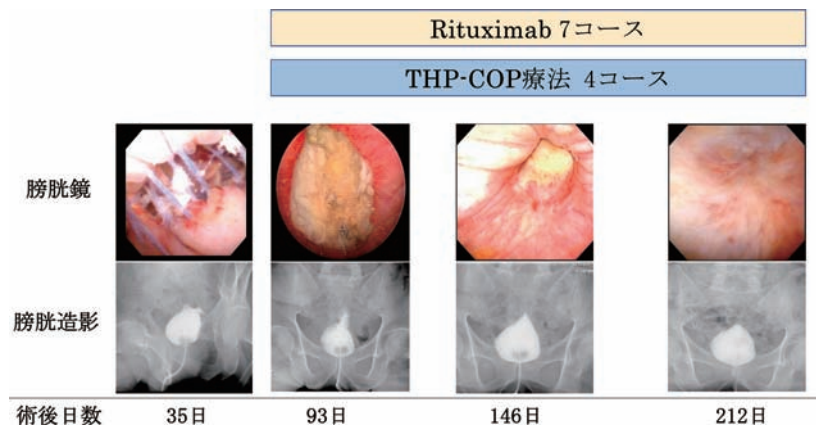 Rituximab 7コース
THP-COP療法 4コース
膀胱鏡
膀胱造影
術後日数 35日 93日 146日 212日